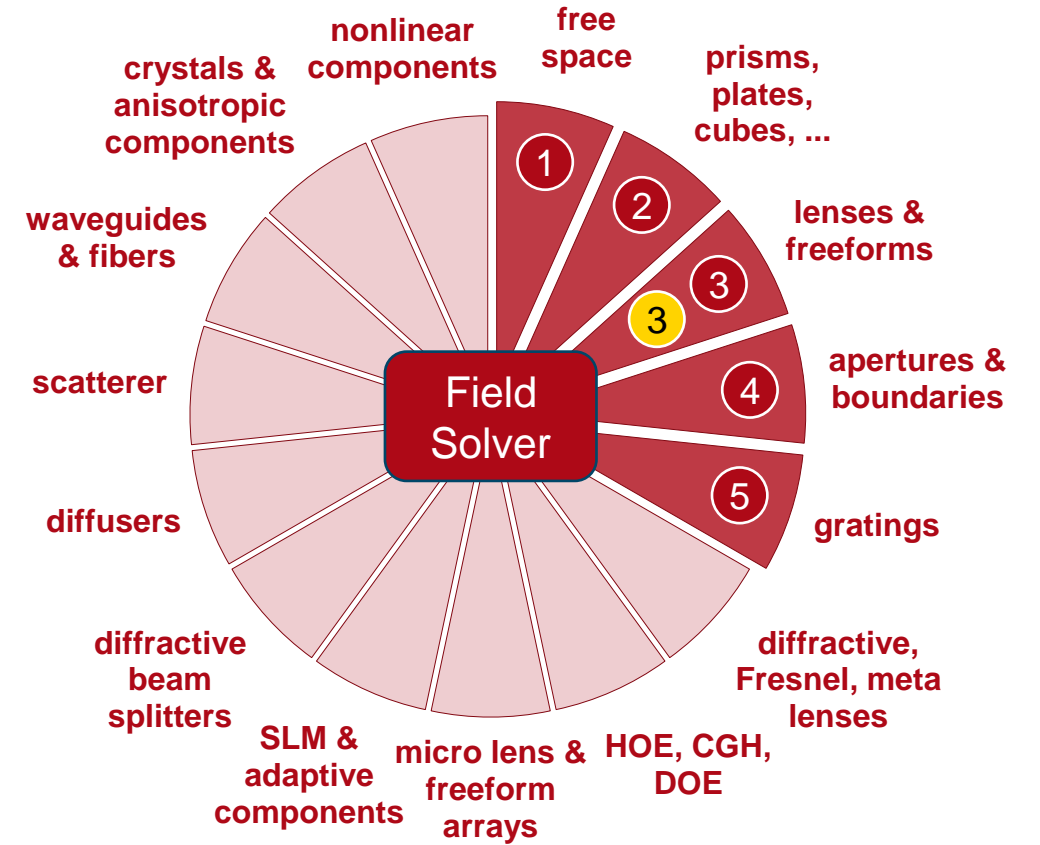 free
space
prisms,
plates,
cubes, ...
lenses &
freeforms
apertures &
boundaries
gratings
diffractive,
Fresnel, meta
lenses
HOE, CGH,
DOE
micro lens &
freeform
arrays
SLM &
adaptive
components
diffractive
beam
splitters
diffusers
scatterer
waveguides
& fibers
crystals &
anisotropic
components
nonlinear
components
1
2
3
3
4
5
Field
Solver